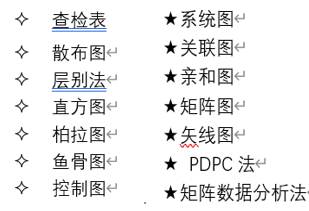 ✧ 查检表
✧ 散布图
✧ 层别法
✧ 直方图
✧ 柏拉图
✧ 鱼骨图
✧ 控制图
★系统图
★关联图
★亲和图
★矩阵图
★矢线图
★ PDPC 法
★矩阵数据分析法